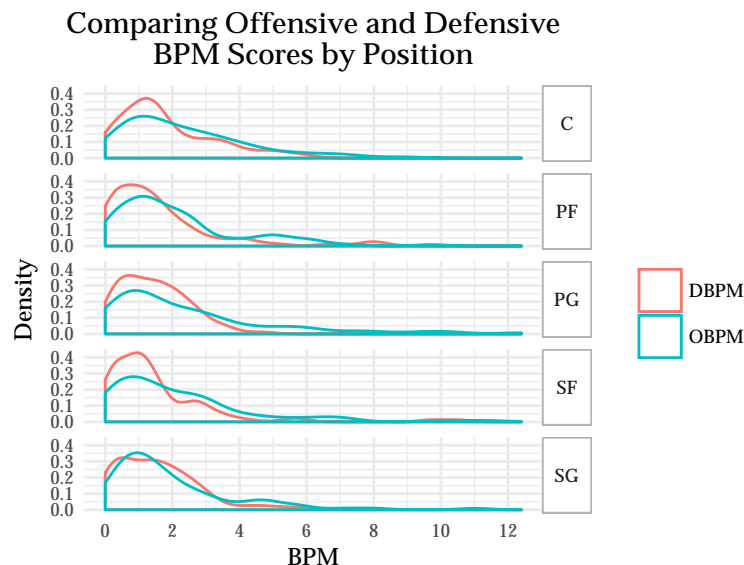 Comparing Offensive and Defensive
BPM Scores by Position
0.4
0.3
0.2
0.1
0.0
C
0.4
0.3
0.2
0.1
0.0
PF
0.4
0.3
0.2
0.1
0.0
PG
0.4
0.3
0.2
0.1
0.0
SF
0.4
0.3
0.2
0.1
0.0
SG
0 2 4 6 8 10 12
BPM
Density
DBPM
OBPM